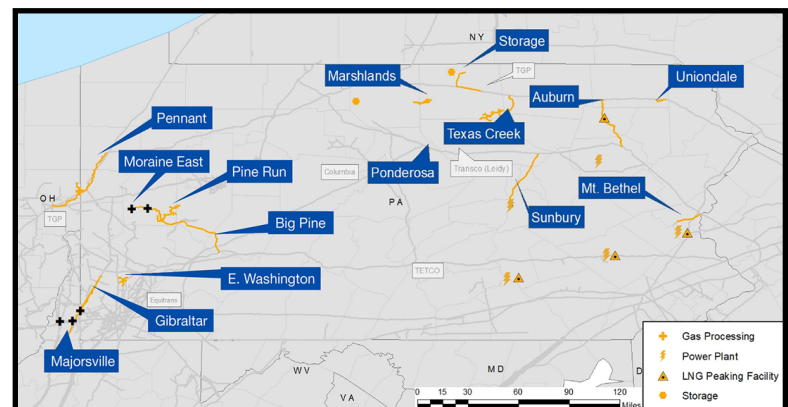 NY
Storage
TGP
Marshlands
Uniondale
Auburn
Pennant
Texas Creek
Moraine East
Pine Run
Columbia
Ponderosa
Transco (Leidy)
Mt. Bethel
OH
TGP
PA
Big Pine
Sunbury
TETCO
E. Washington
Equitrans
Gibraltar
Majorsville
WV
MD
D
VA
Gas Processing
Power Plant
LNG Peaking Facility
Storage
0 15 30 60 90 120
Miles